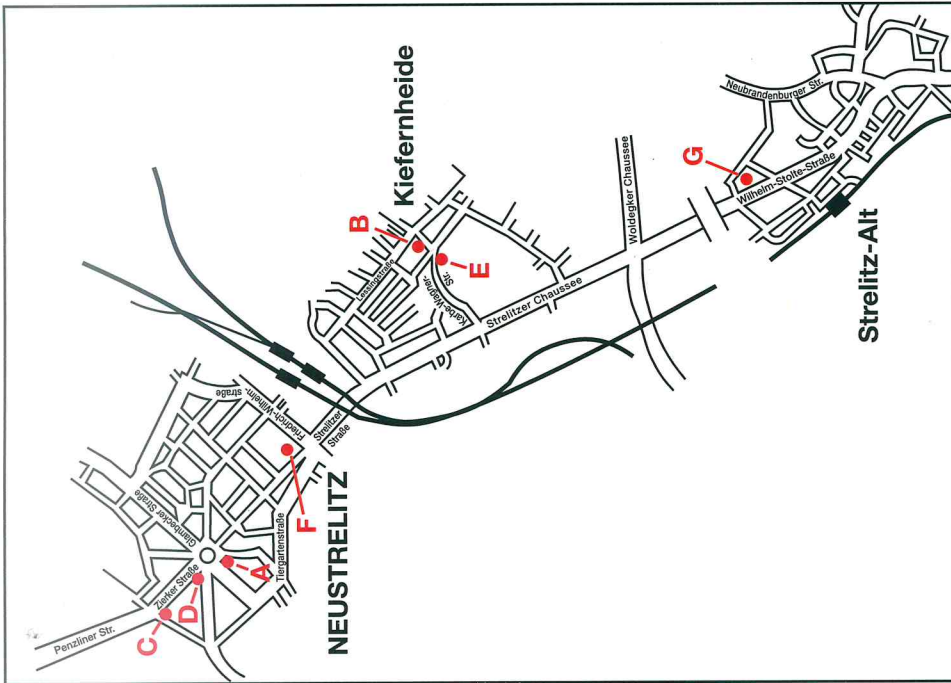 Penzliner Str.
C
Zierker Straße
D
A
Glambecker Straße
Tiergartenstraße
NEUSTRELITZ
F
Friedrich-Wilhelm-
straße
Strelitzer
Straße
Kiefernheide
Lessingstraße
B
E
Karbe-Wagner-
Str.
Strelitzer Chaussee
Woldegker Chaussee
G
Neubrandenburger Str.
Wilhelm-Stolte-Straße
Strelitz-Alt